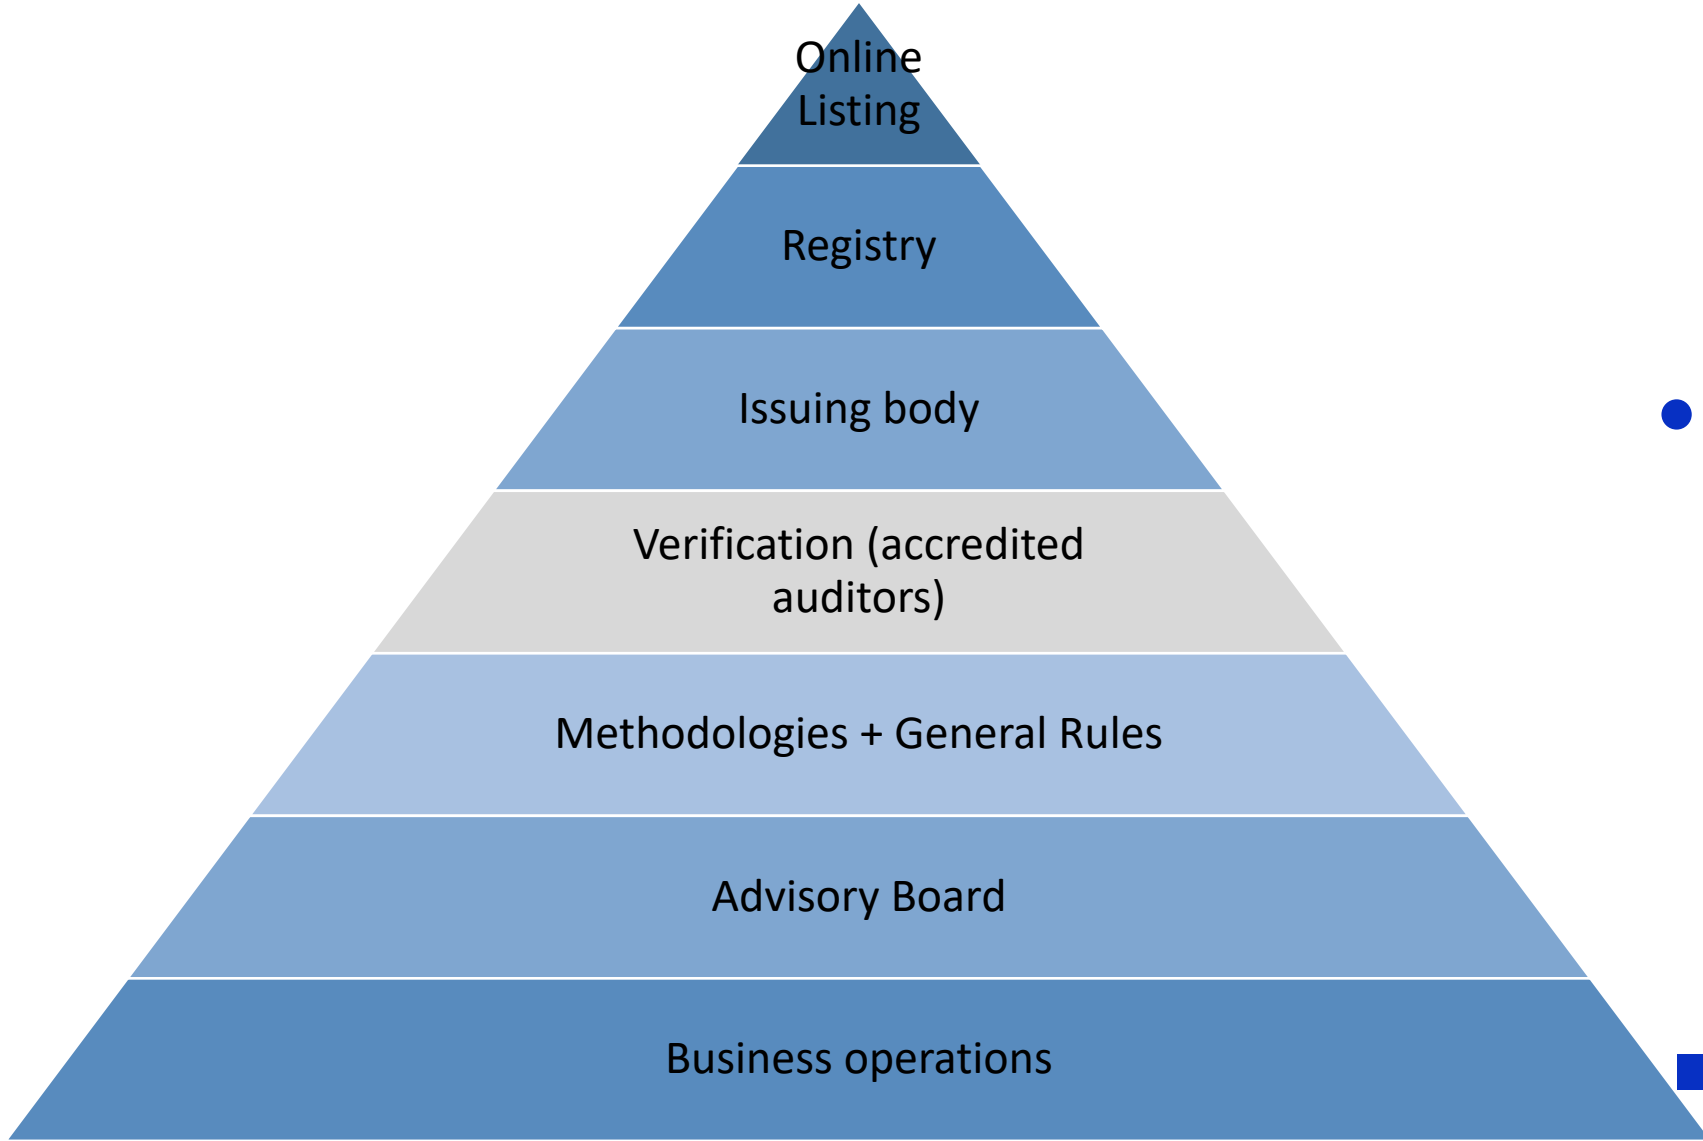 Online
Listing
Registry
Issuing body
Verification (accredited
auditors)
Methodologies + General Rules
Advisory Board
Business operations